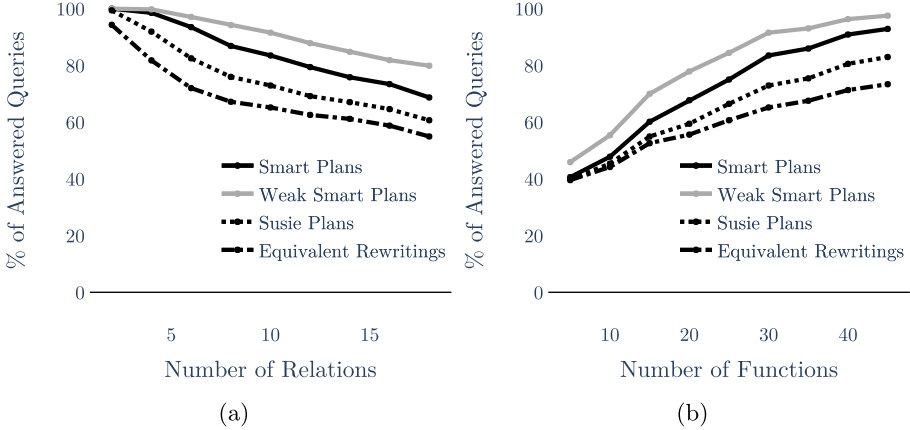 % of Answered Queries
100
80
60
40
20
0
Smart Plans
Weak Smart Plans
Susie Plans
Equivalent Rewritings
5 10 15
Number of Relations
(a)
% of Answered Queries
100
80
60
40
20
0
Smart Plans
Weak Smart Plans
Susie Plans
Equivalent Rewritings
10 20 30 40
Number of Functions
(b)